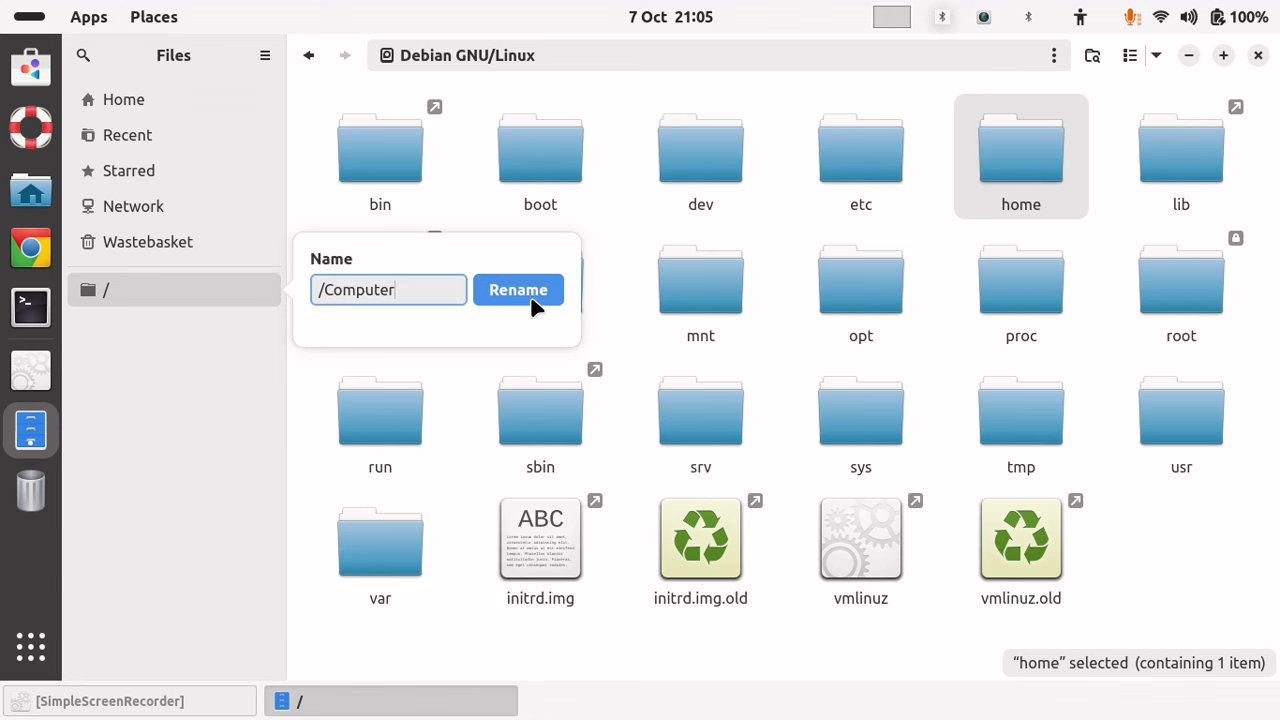 Apps Places 7 Oct 21:05 100%
Files Debian GNU/Linux
Home
Recent
Starred
Network
Wastebasket
/
bin boot dev etc home lib
Name
/Computer Rename
mnt opt proc root
run sbin srv sys tmp usr
ABC
var initrd.img initrd.img.old vmlinuz vmlinuz.old
“home” selected (containing 1 item)
[SimpleScreenRecorder] /